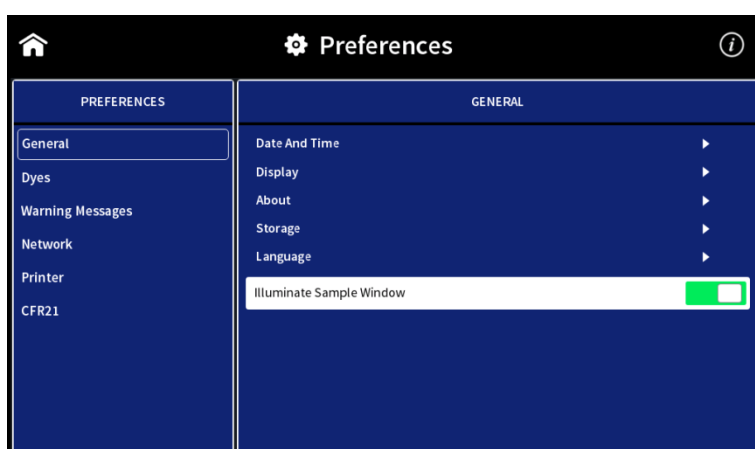 Preferences
PREFERENCES
General
Dyes
Warning Messages
Network
Printer
CFR21
GENERAL
Date And Time
Display
About
Storage
Language
Illuminate Sample Window